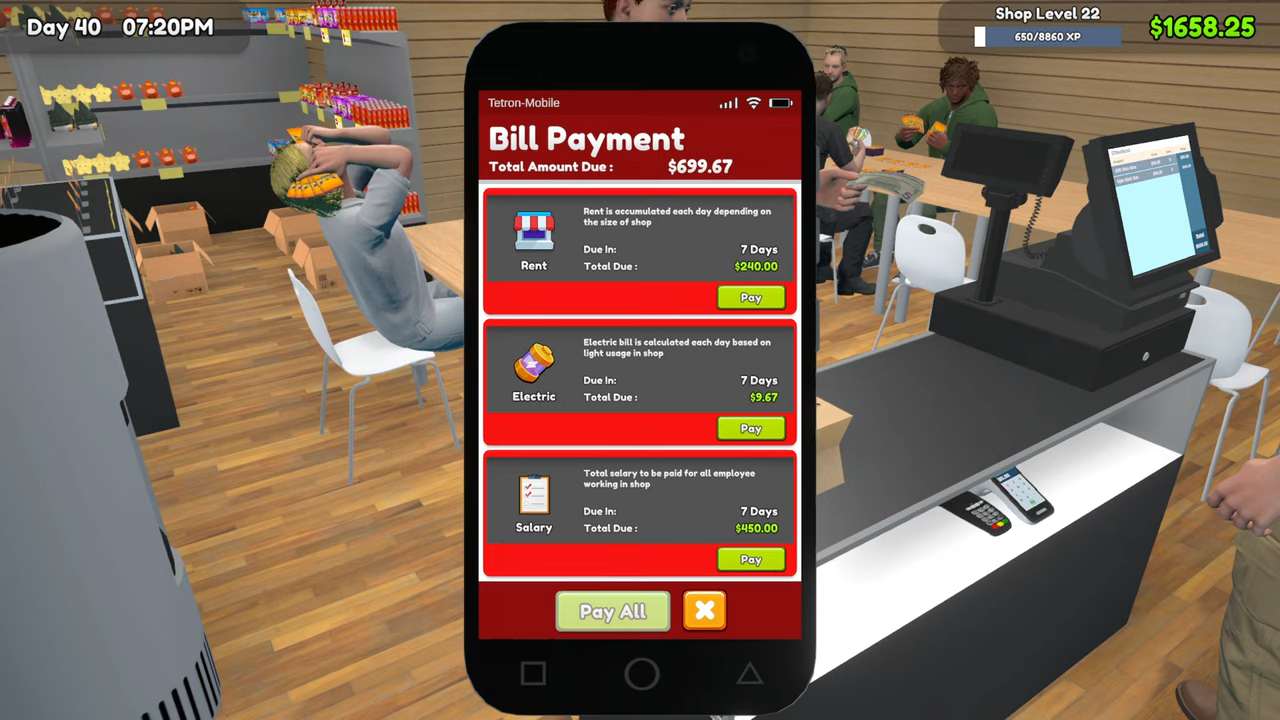 Day 40 07:20PM
Shop Level 22
650/8860 XP
$1658.25
Tetron-Mobile
Bill Payment
Total Amount Due : $699.67
Rent is accumulated each day depending on
the size of shop
Due In: 7 Days
Rent
Total Due : $240.00
Pay
Electric bill is calculated each day based on
light usage in shop
Due In: 7 Days
Electric
Total Due : $9.67
Pay
Total salary to be paid for all employee
working in shop
Due In: 7 Days
Salary
Total Due : $450.00
Pay
Pay All